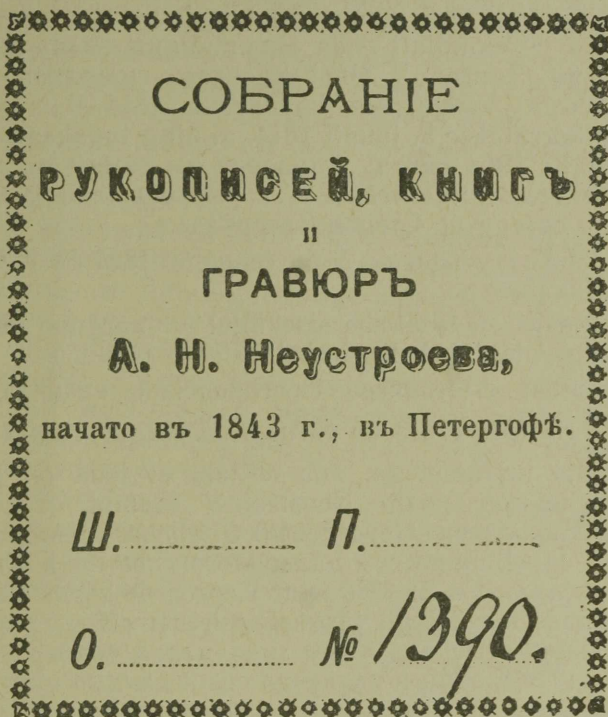 СОБРАНІЕ
РУКОПИСЕЙ, КНИГЪ
и
ГРАВЮРЪ
А. Н. Неустроева,
начато въ 1843 г., въ Петергофѣ.
Ш. П.
О. № 1390.